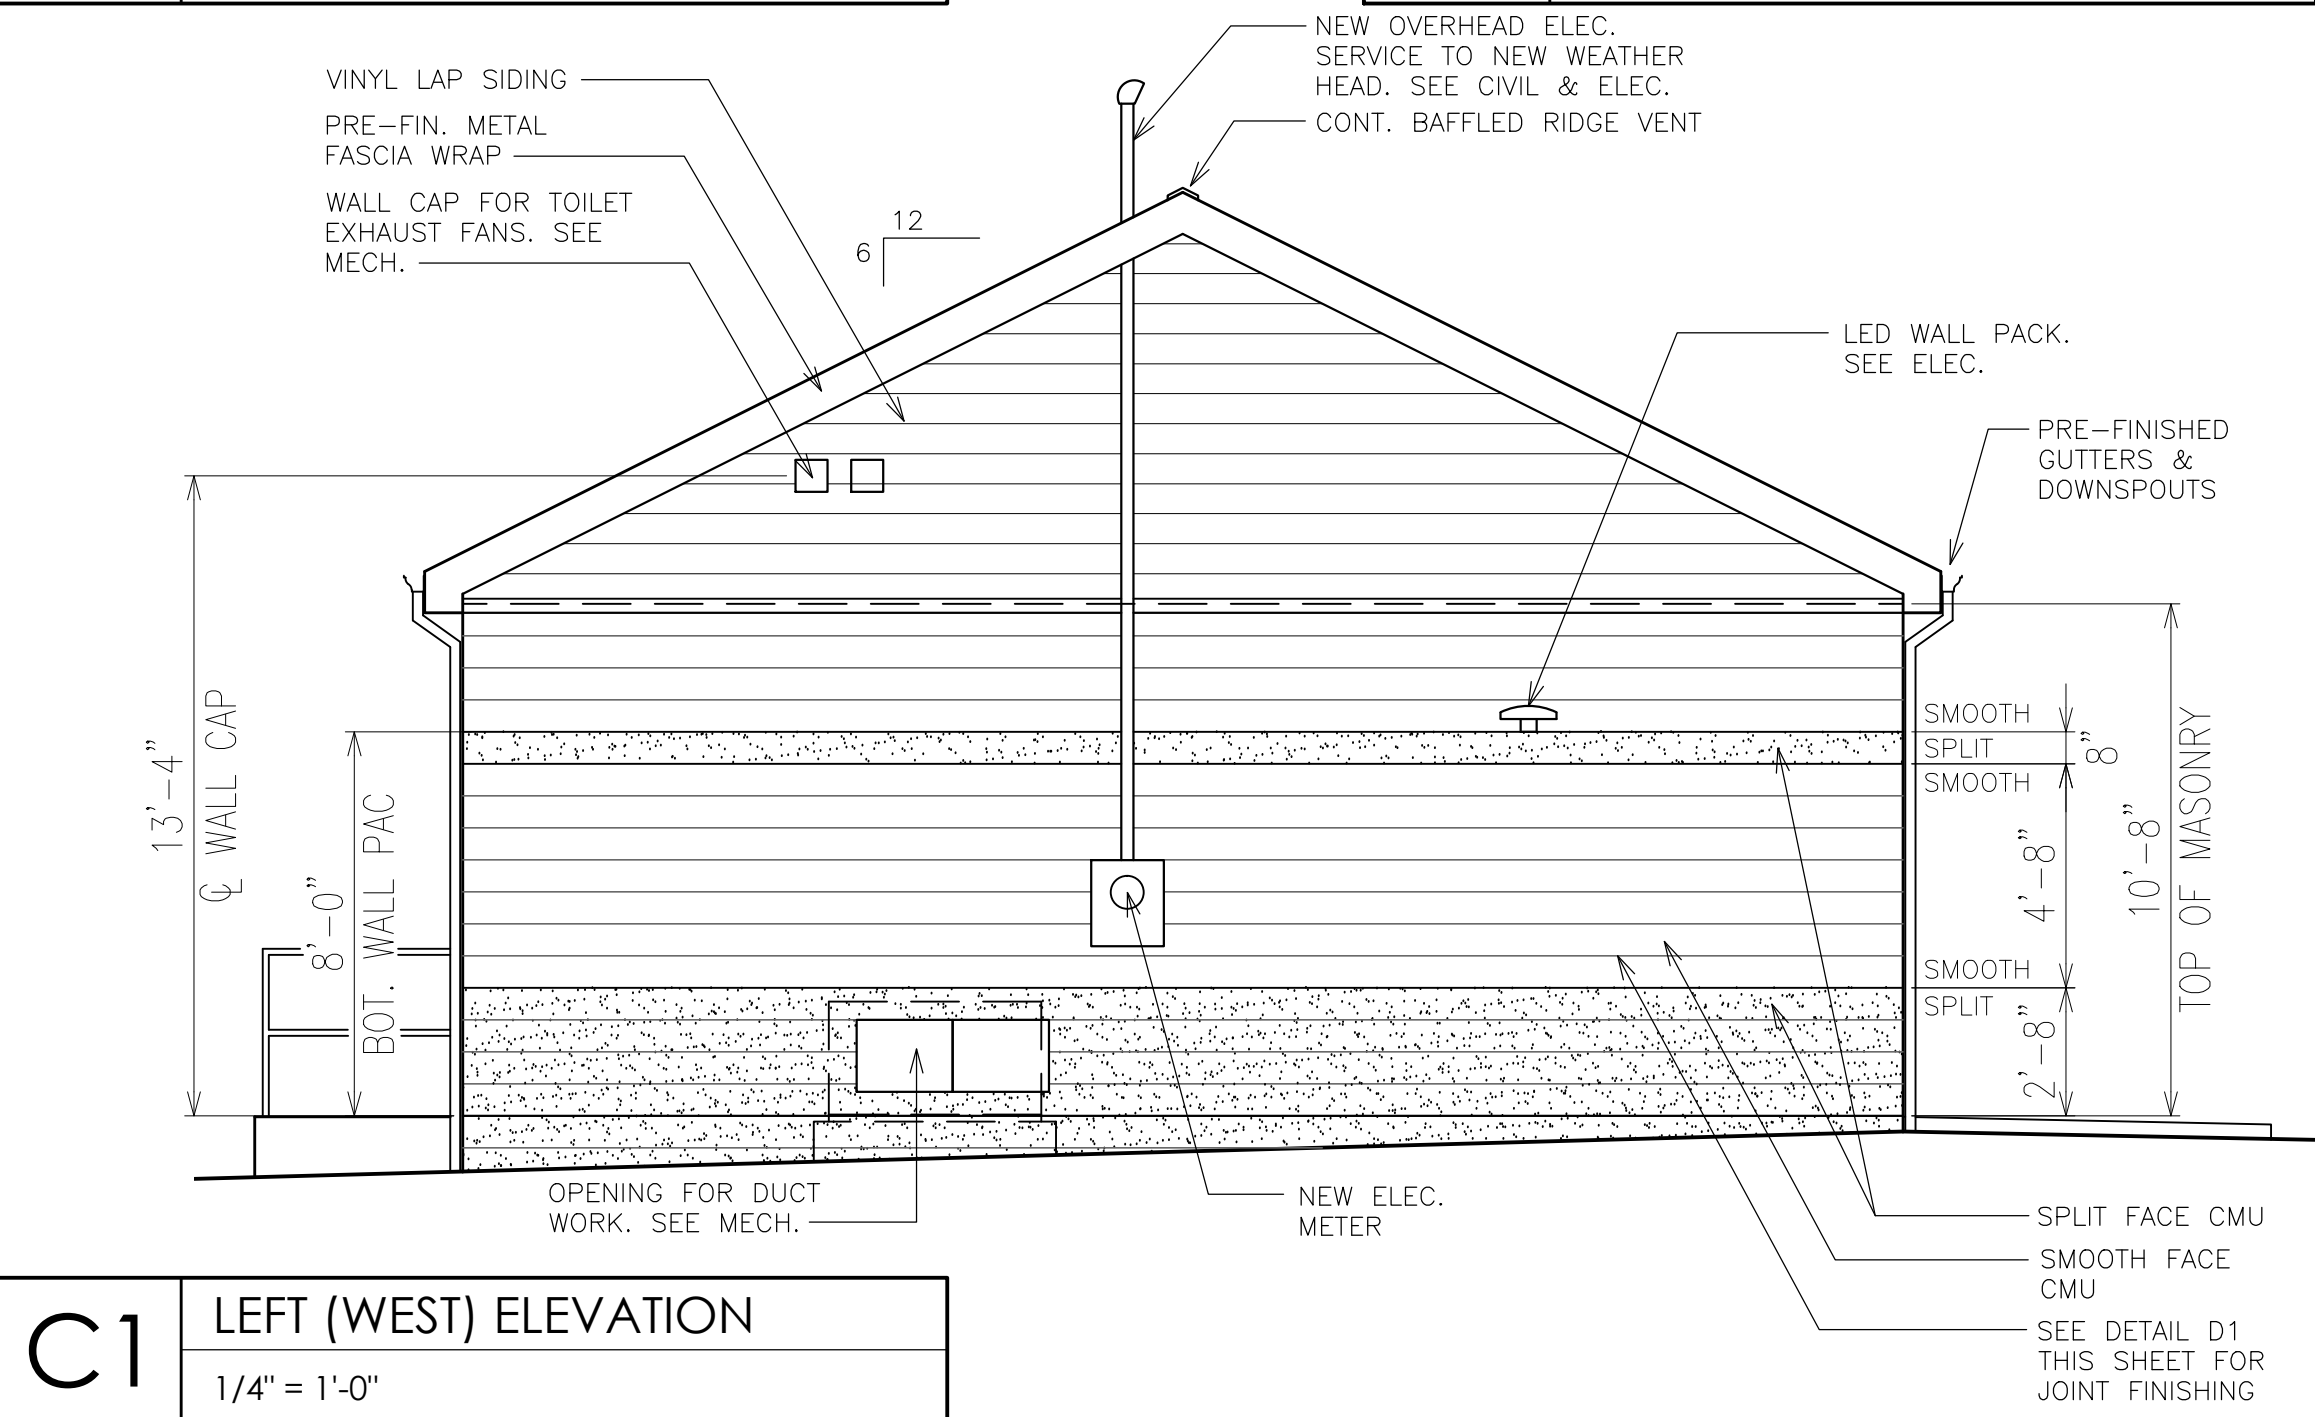 NEW OVERHEAD ELEC.
SERVICE TO NEW WEATHER
HEAD. SEE CIVIL & ELEC.
CONT. BAFFLED RIDGE VENT
VINYL LAP SIDING
PRE-FIN. METAL
FASCIA WRAP
WALL CAP FOR TOILET
EXHAUST FANS. SEE
MECH.
12
6
LED WALL PACK.
SEE ELEC.
PRE-FINISHED
GUTTERS &
DOWNSPOUTS
13'-4"
℄ WALL CAP
8'-0"
BOT. WALL PAC
SMOOTH
SPLIT
SMOOTH
SMOOTH
SPLIT
8"
4'-8"
2'-8"
10'-8"
TOP OF MASONRY
OPENING FOR DUCT
WORK. SEE MECH.
NEW ELEC.
METER
SPLIT FACE CMU
SMOOTH FACE
CMU
SEE DETAIL D1
THIS SHEET FOR
JOINT FINISHING
C1
LEFT (WEST) ELEVATION
1/4" = 1'-0"